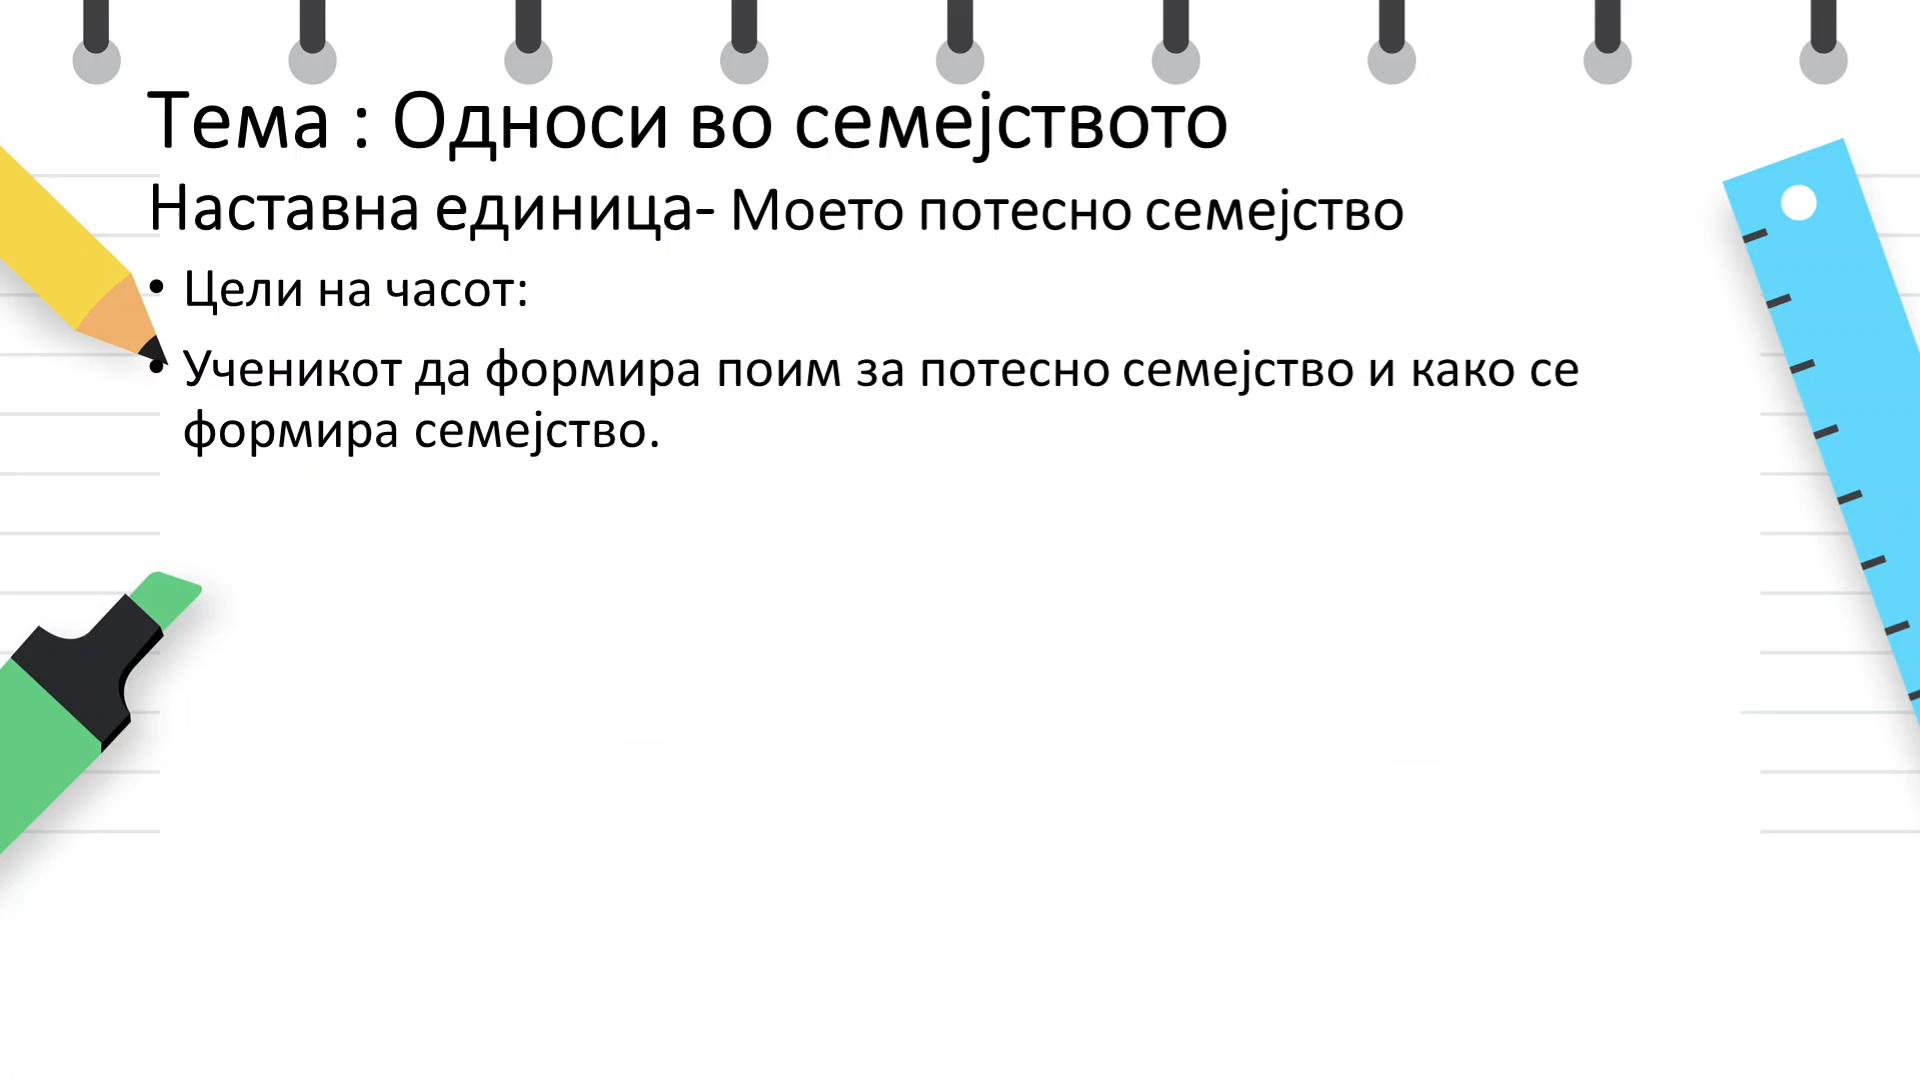 Тема : Односи во семејството
Наставна единица- Моето потесно семејство
• Цели на часот:
• Ученикот да формира поим за потесно семејство и како се
формира семејство.